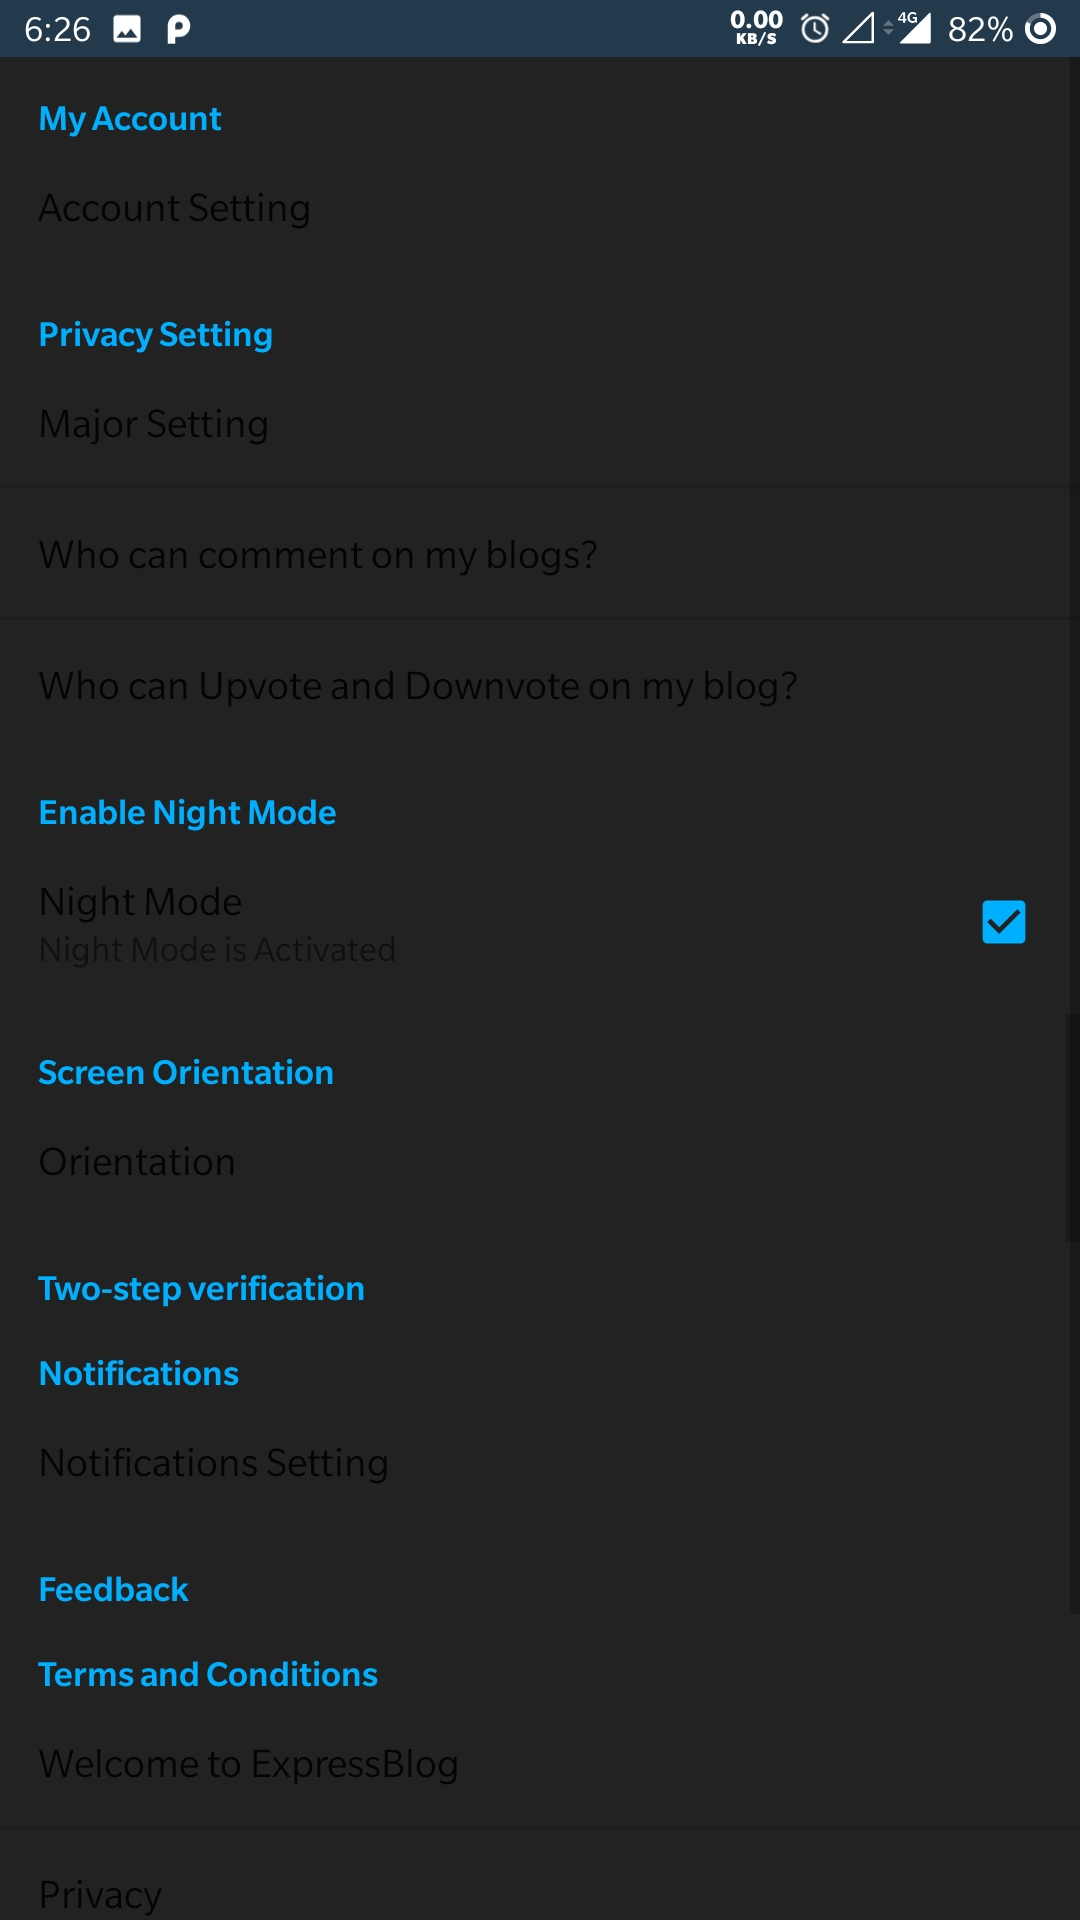 6:26 0.00 KB/S 4G 82%
My Account
Account Setting
Privacy Setting
Major Setting
Who can comment on my blogs?
Who can Upvote and Downvote on my blog?
Enable Night Mode
Night Mode
Night Mode is Activated
Screen Orientation
Orientation
Two-step verification
Notifications
Notifications Setting
Feedback
Terms and Conditions
Welcome to ExpressBlog
Privacy